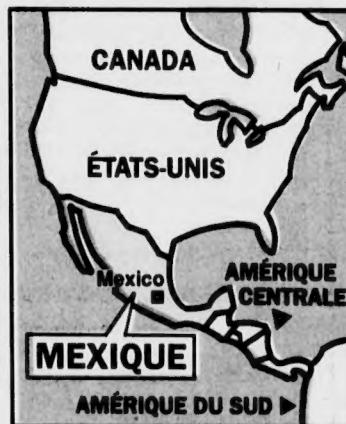 CANADA
ÉTATS-UNIS
Mexico
AMÉRIQUE
CENTRALE
MEXIQUE
AMÉRIQUE DU SUD